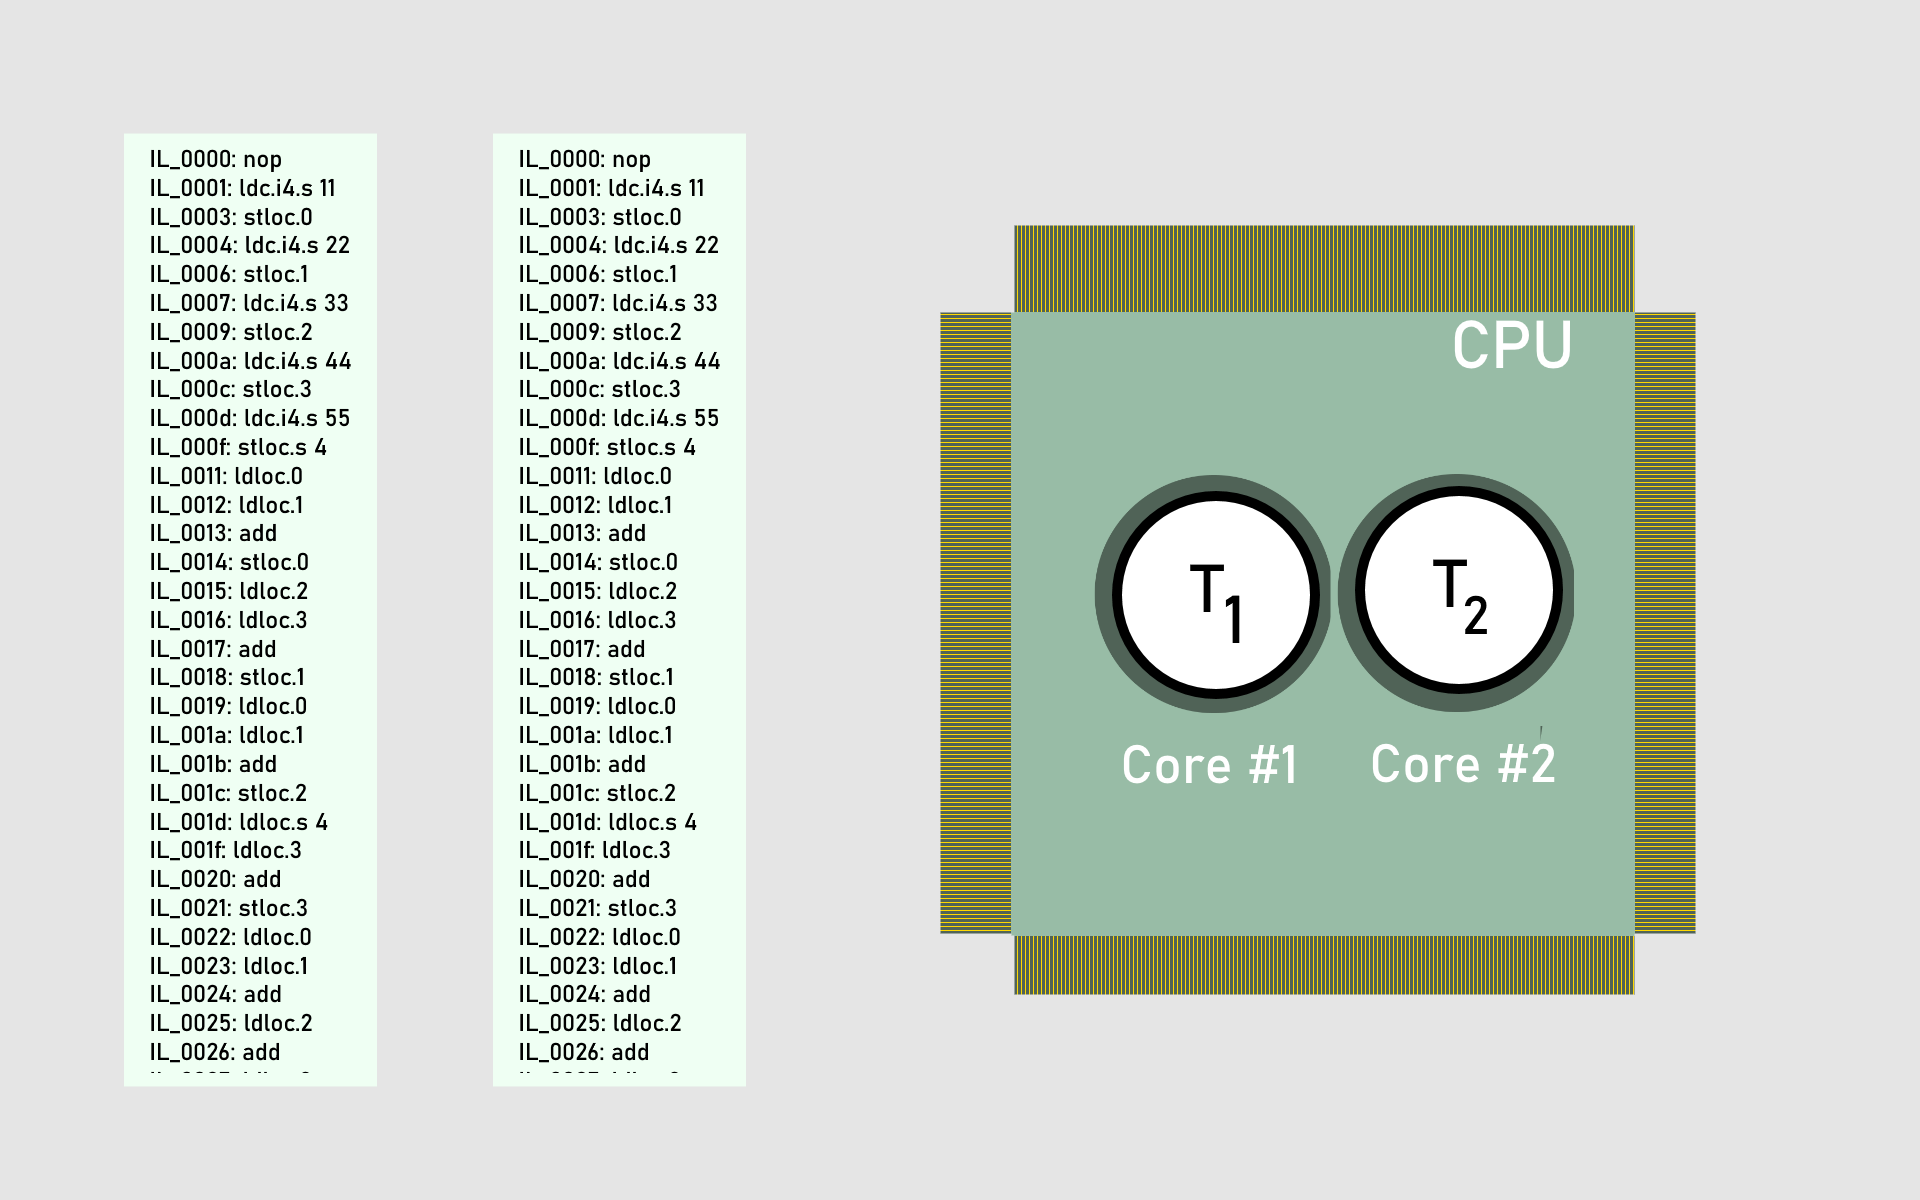 IL_0000: nop
IL_0001: ldc.i4.s 11
IL_0003: stloc.0
IL_0004: ldc.i4.s 22
IL_0006: stloc.1
IL_0007: ldc.i4.s 33
IL_0009: stloc.2
IL_000a: ldc.i4.s 44
IL_000c: stloc.3
IL_000d: ldc.i4.s 55
IL_000f: stloc.s 4
IL_0011: ldloc.0
IL_0012: ldloc.1
IL_0013: add
IL_0014: stloc.0
IL_0015: ldloc.2
IL_0016: ldloc.3
IL_0017: add
IL_0018: stloc.1
IL_0019: ldloc.0
IL_001a: ldloc.1
IL_001b: add
IL_001c: stloc.2
IL_001d: ldloc.s 4
IL_001f: ldloc.3
IL_0020: add
IL_0021: stloc.3
IL_0022: ldloc.0
IL_0023: ldloc.1
IL_0024: add
IL_0025: ldloc.2
IL_0026: add
IL_0000: nop
IL_0001: ldc.i4.s 11
IL_0003: stloc.0
IL_0004: ldc.i4.s 22
IL_0006: stloc.1
IL_0007: ldc.i4.s 33
IL_0009: stloc.2
IL_000a: ldc.i4.s 44
IL_000c: stloc.3
IL_000d: ldc.i4.s 55
IL_000f: stloc.s 4
IL_0011: ldloc.0
IL_0012: ldloc.1
IL_0013: add
IL_0014: stloc.0
IL_0015: ldloc.2
IL_0016: ldloc.3
IL_0017: add
IL_0018: stloc.1
IL_0019: ldloc.0
IL_001a: ldloc.1
IL_001b: add
IL_001c: stloc.2
IL_001d: ldloc.s 4
IL_001f: ldloc.3
IL_0020: add
IL_0021: stloc.3
IL_0022: ldloc.0
IL_0023: ldloc.1
IL_0024: add
IL_0025: ldloc.2
IL_0026: add
CPU
T1
T2
Core #1
Core #2